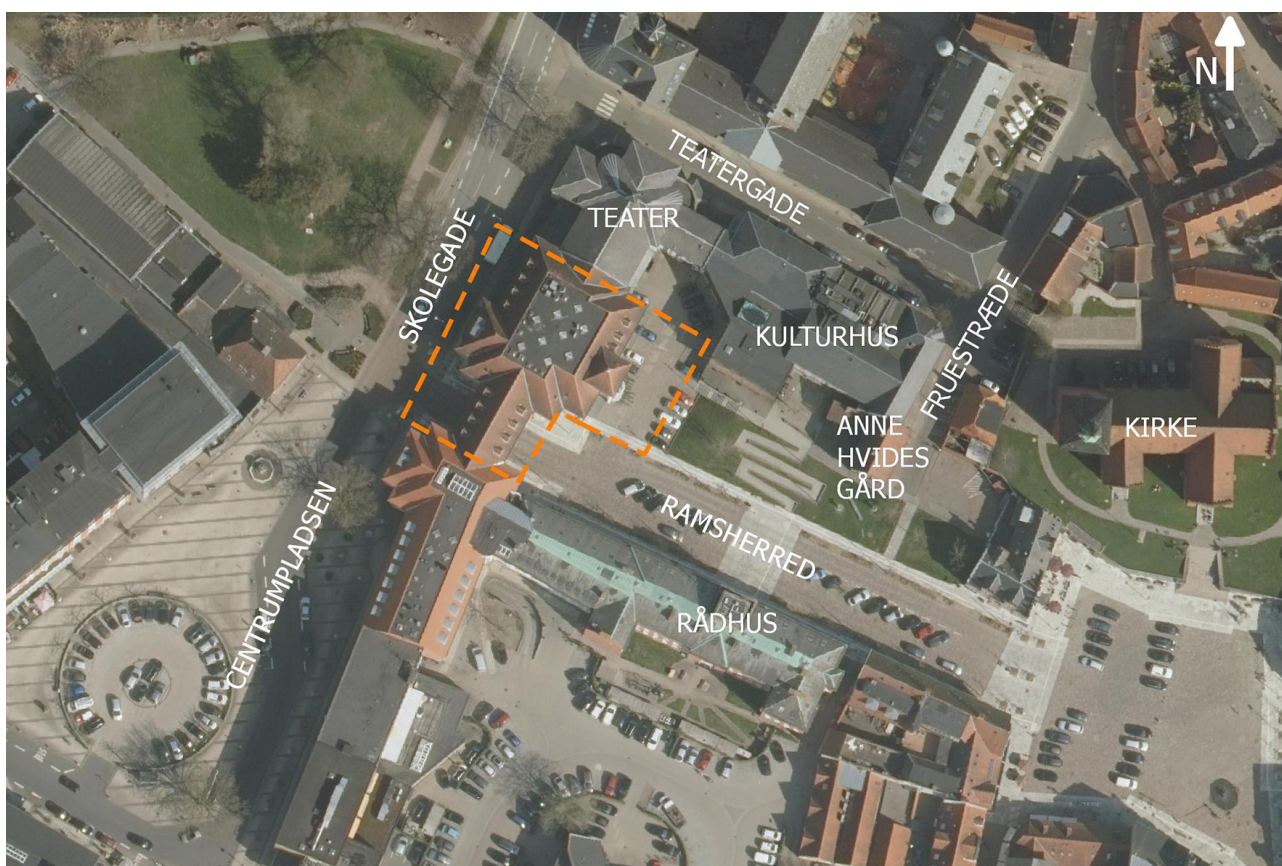 N
TEATERGADE
TEATER
SKOLEGADE
KULTURHUS
FRUESTRÆDE
ANNE
HVIDES
GÅRD
KIRKE
RAMSHERRED
RÅDHUS
CENTRUMPLADSEN